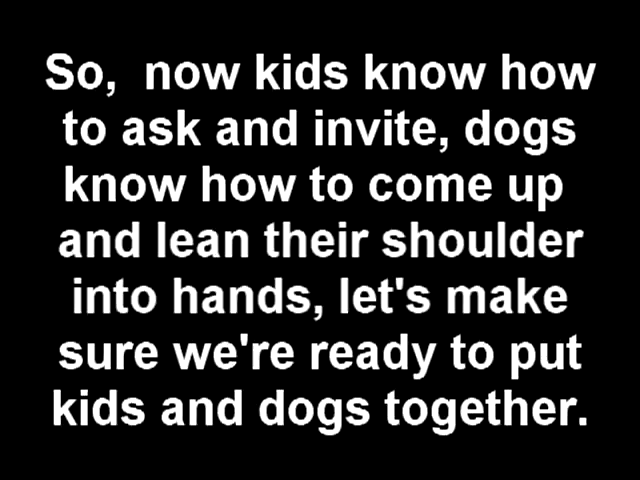 So,  now kids know how
to ask and invite, dogs
know how to come up
and lean their shoulder
into hands, let's make
sure we're ready to put
kids and dogs together.